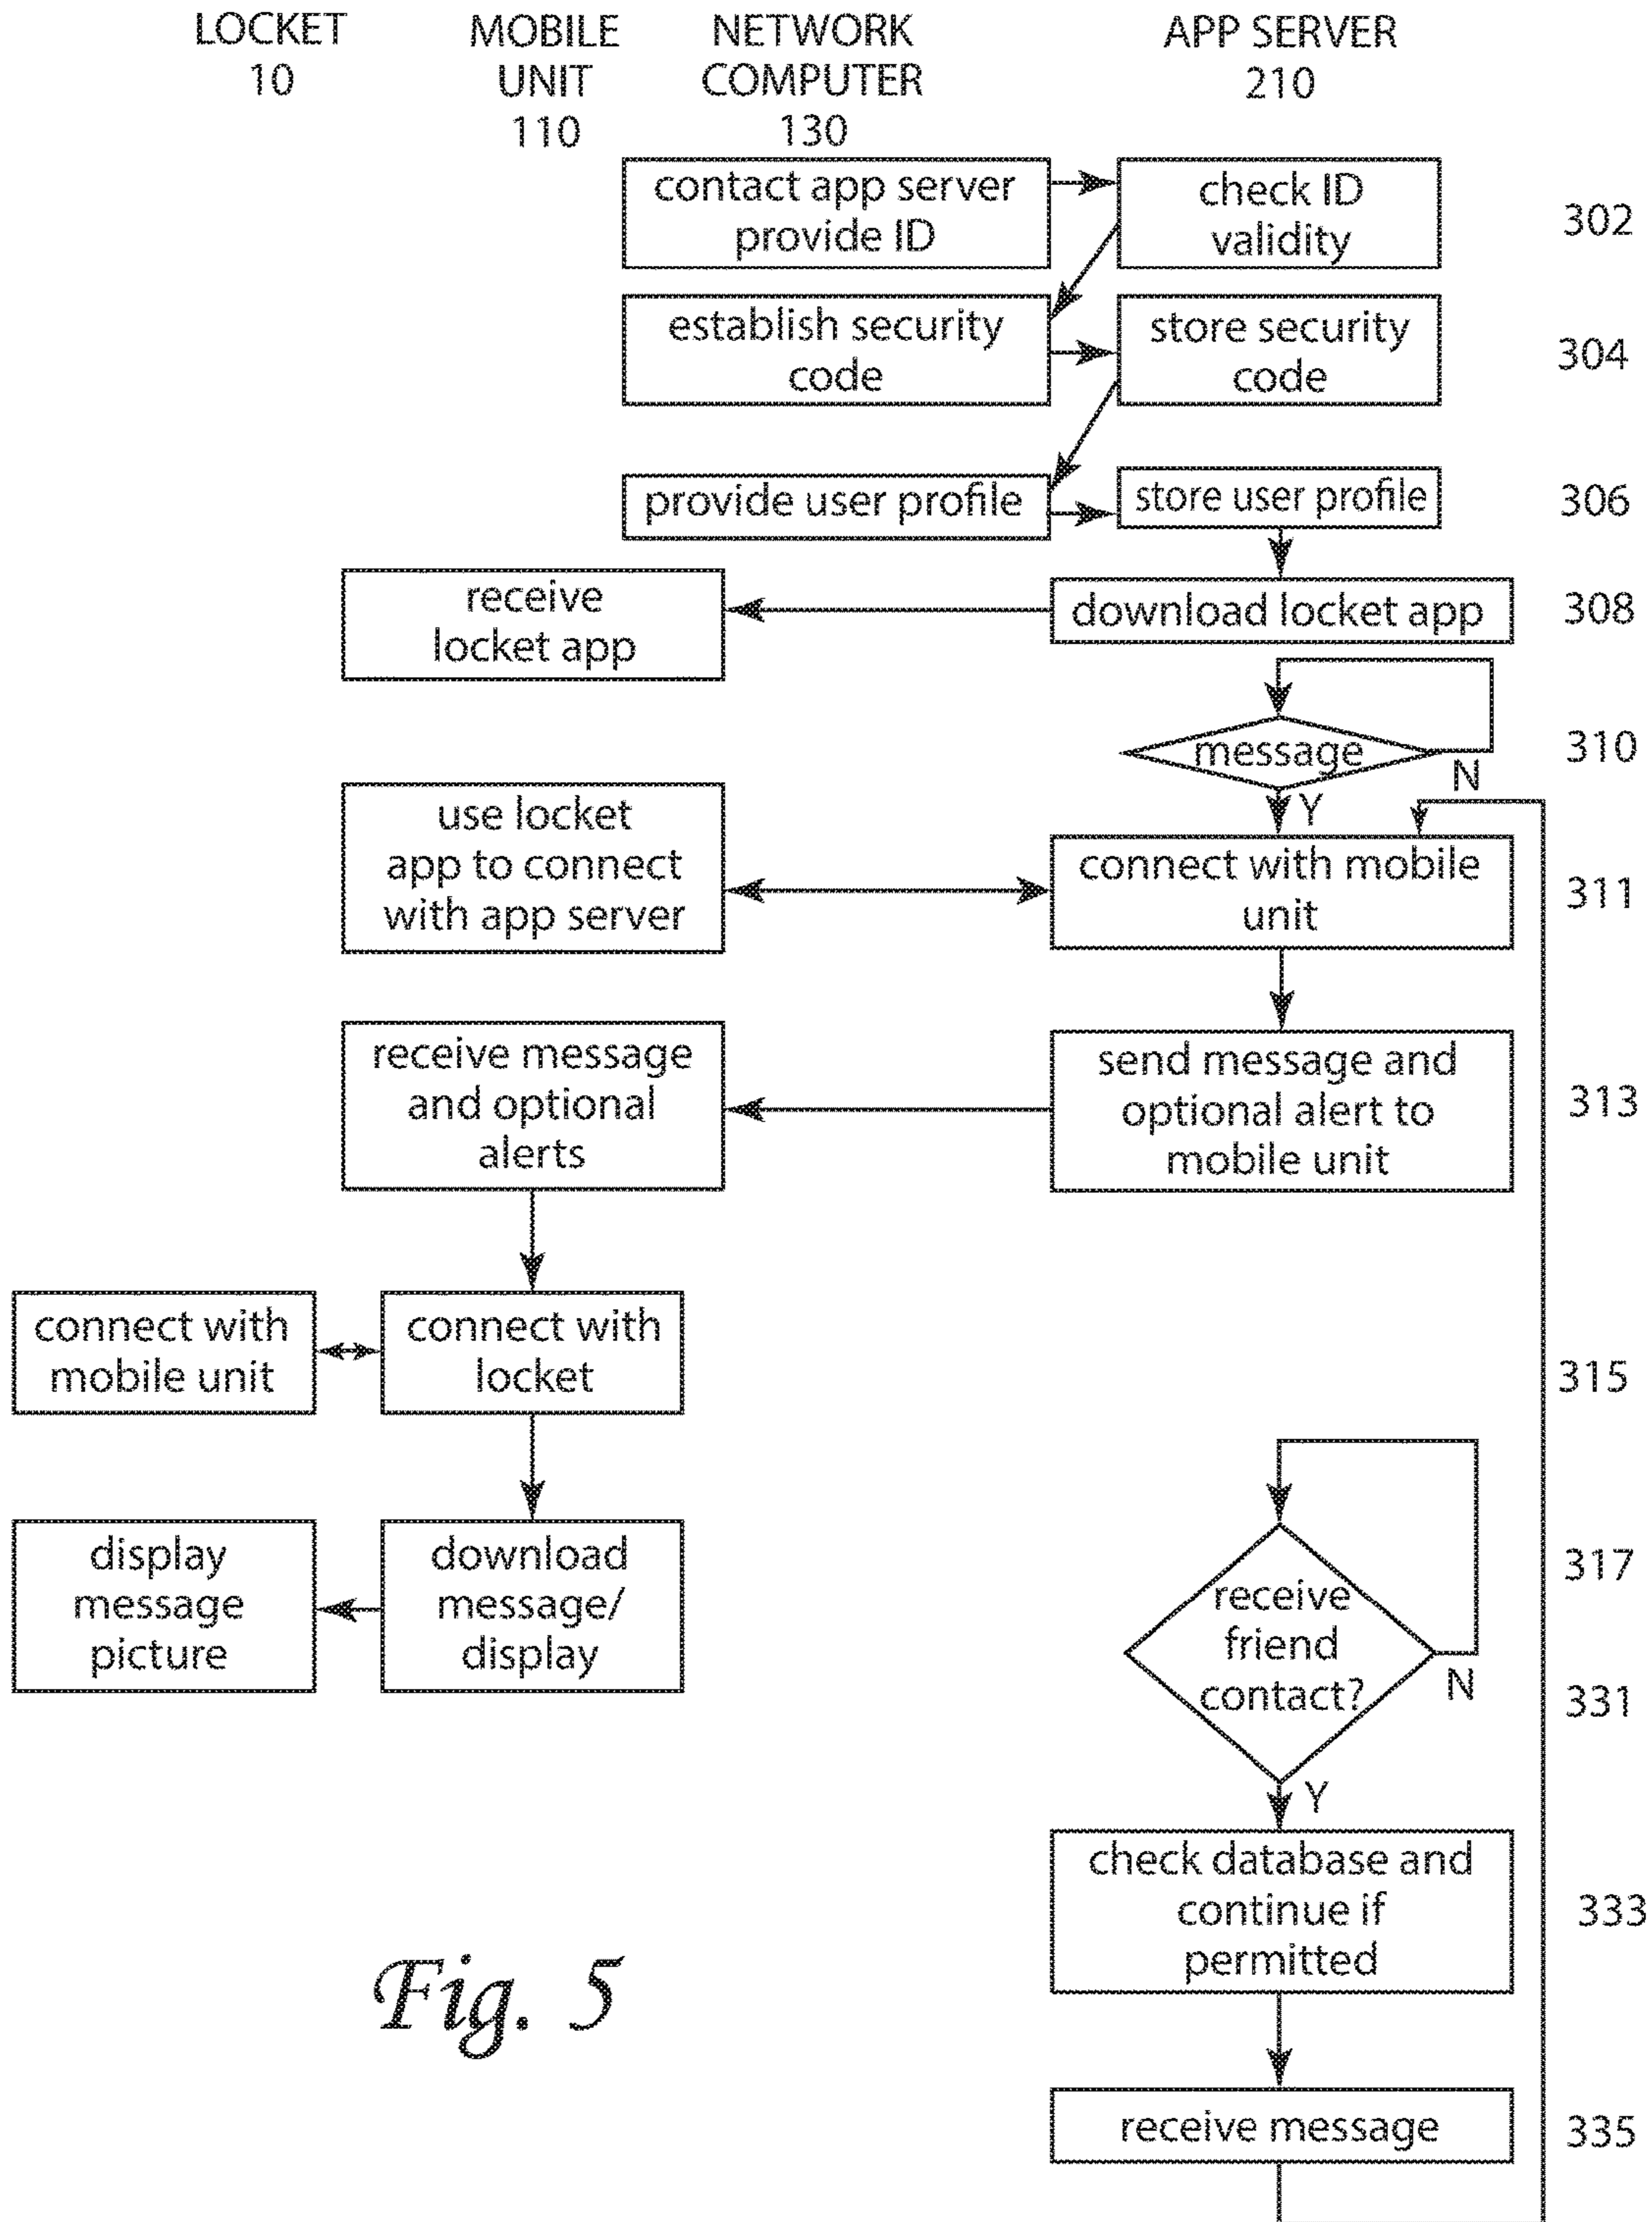 LOCKET
10
MOBILE
UNIT
110
NETWORK
COMPUTER
130
APP SERVER
210
contact app server
provide ID
check ID
validity
302
establish security
code
store security
code
304
provide user profile
store user profile
306
receive
locket app
download locket app
308
message
N
Y
310
use locket
app to connect
with app server
connect with mobile
unit
311
receive message
and optional
alerts
send message and
optional alert to
mobile unit
313
connect with
mobile unit
connect with
locket
315
display
message
picture
download
message/
display
317
receive
friend
contact?
N
331
Y
check database and
continue if
permitted
333
receive message
335
Fig. 5